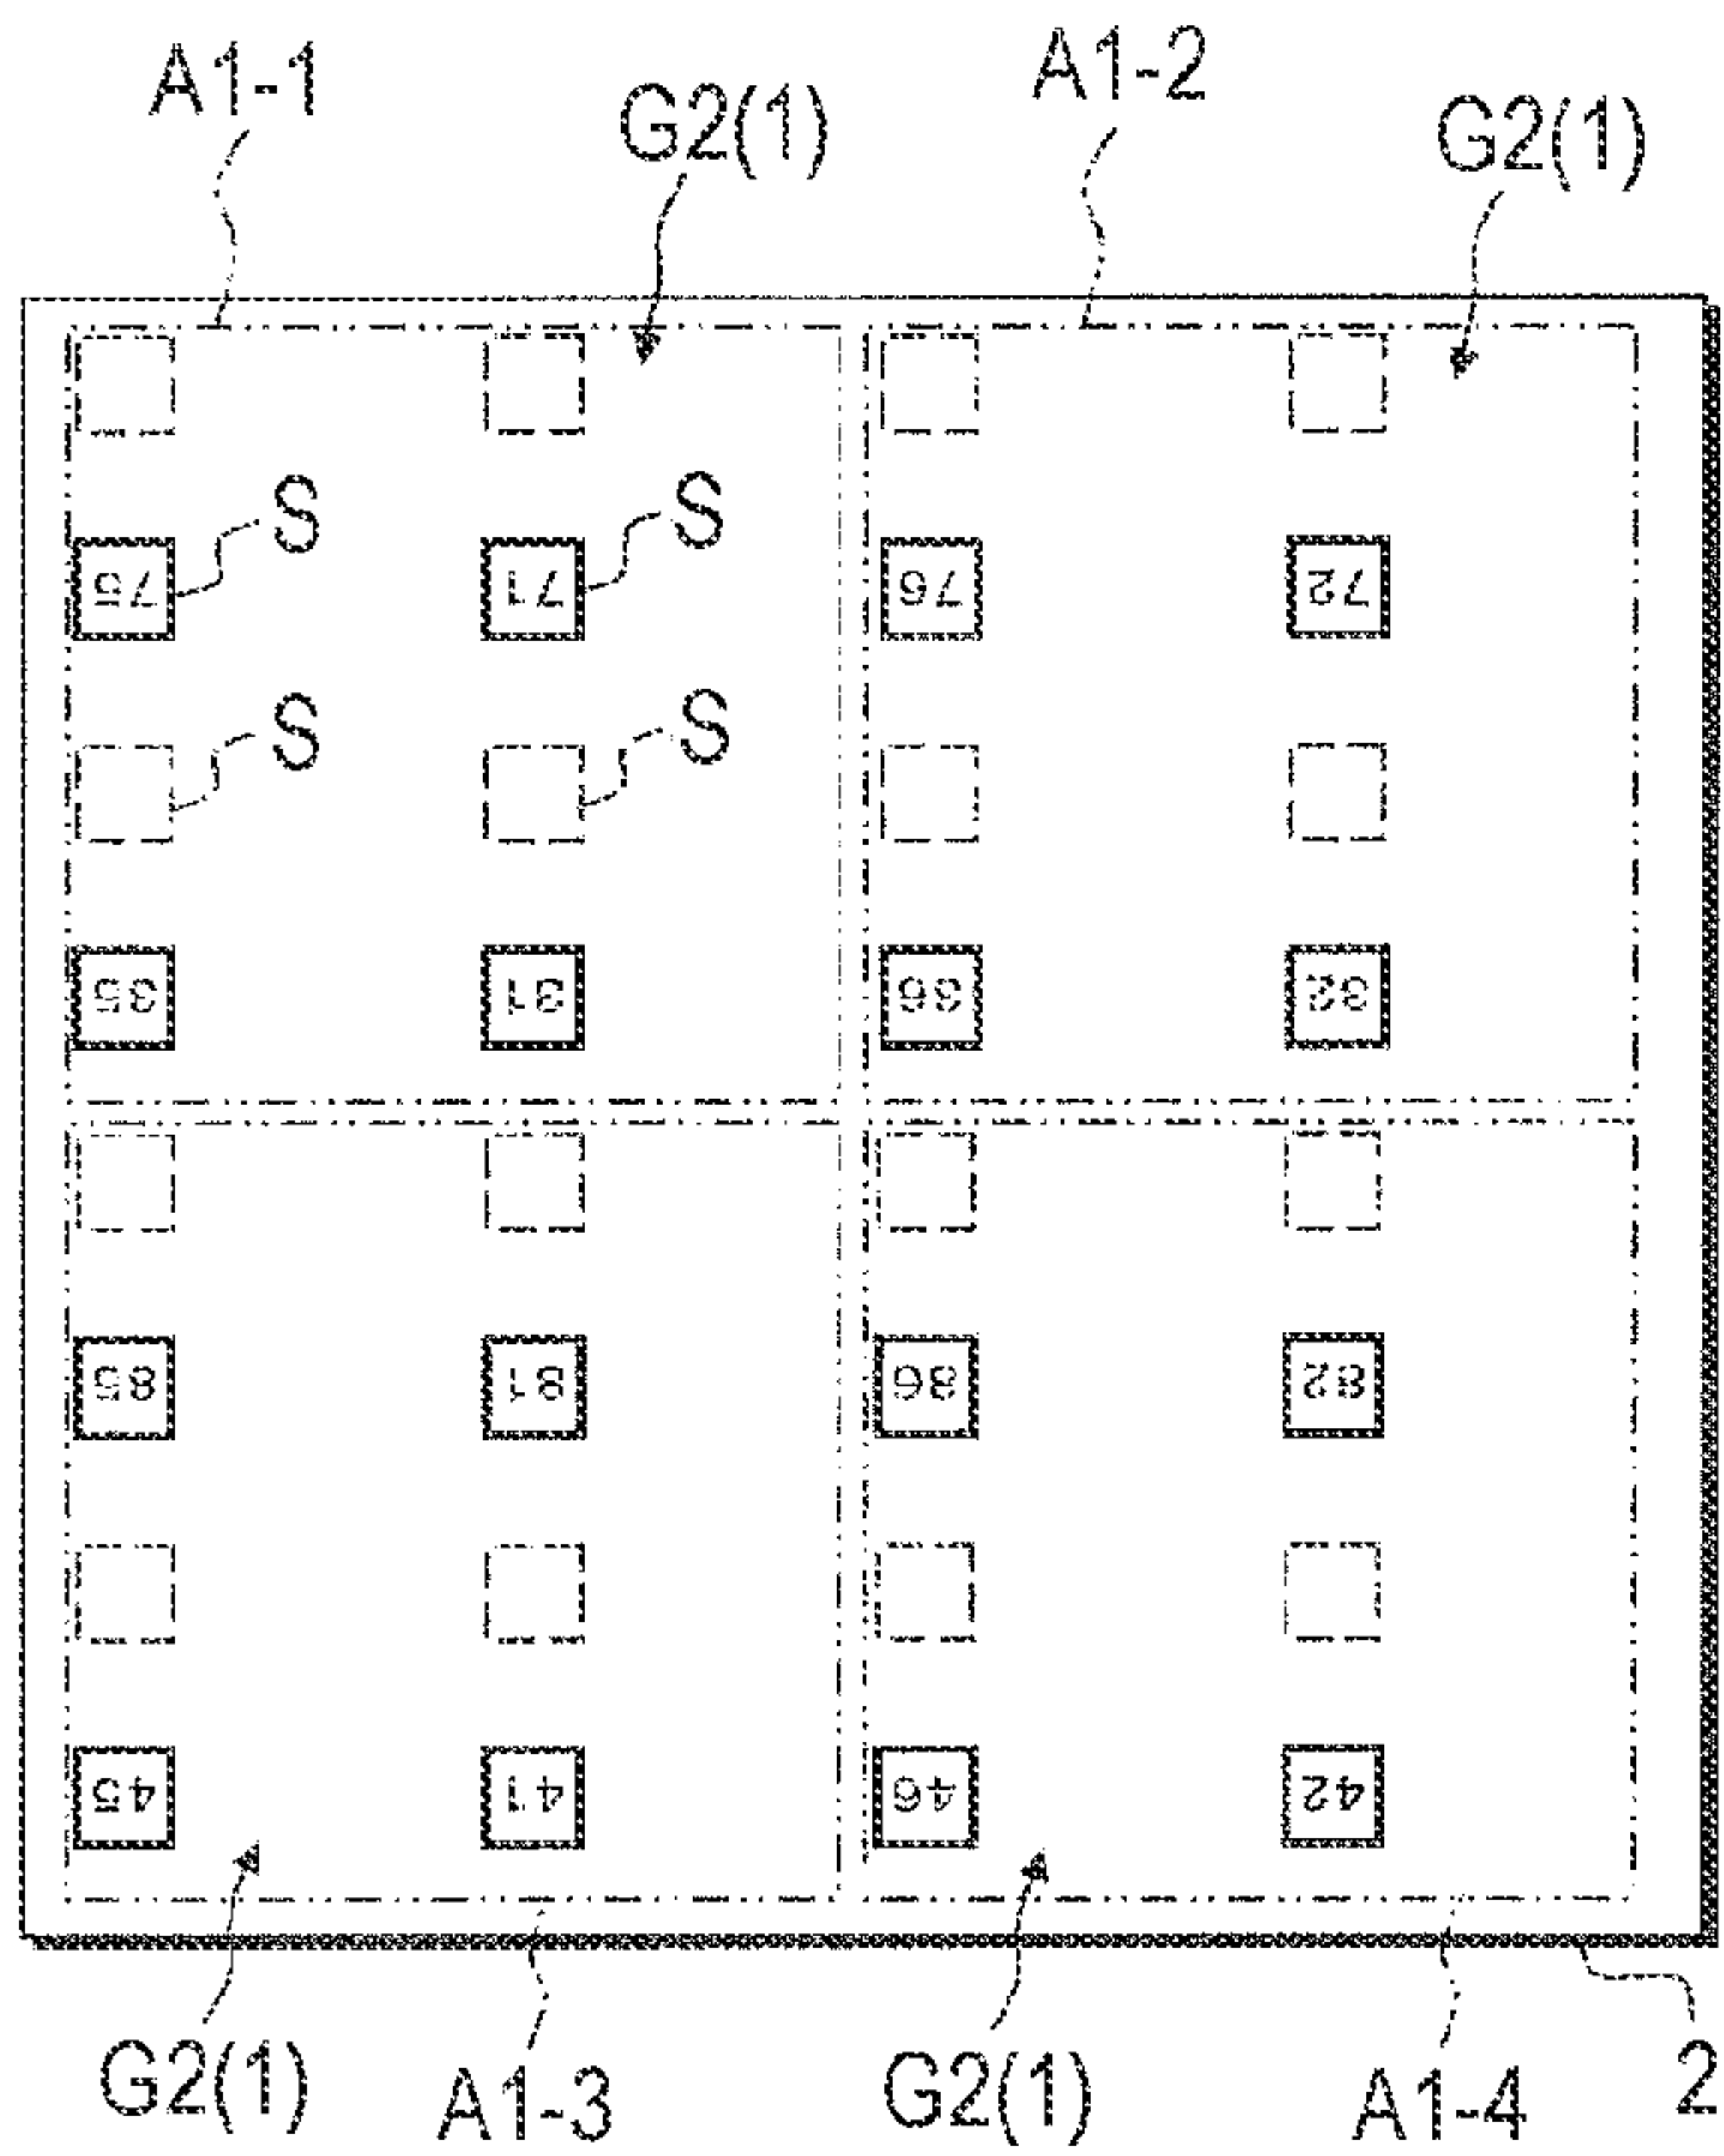 A1-1 G2(1) A1-2 G2(1)
S S
75 71 76 72
S S
35 31 36 32
85 81 86 82
45 41 46 42
G2(1) A1-3 G2(1) A1-4 2